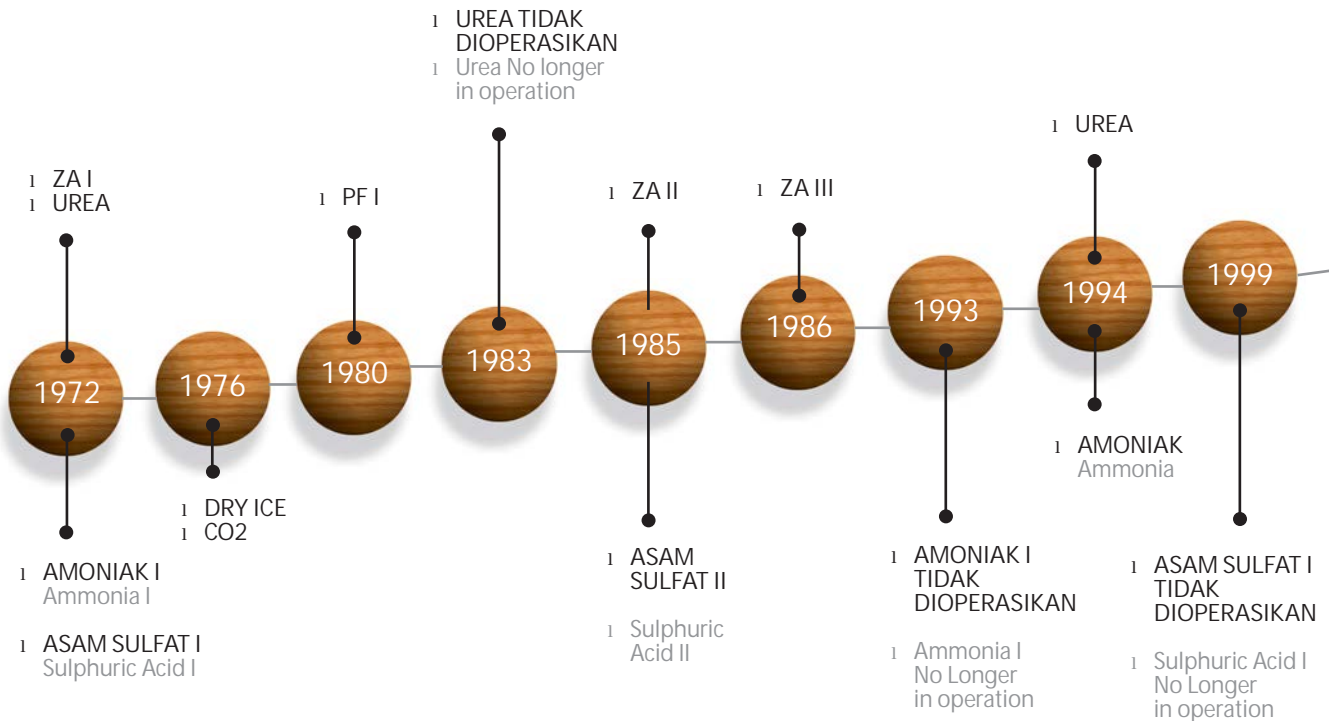 ı UREA TIDAK
DIOPERASIKAN
ı Urea No longer
in operation
ı UREA
ı ZA I
ı UREA
ı PF I
ı ZA II
ı ZA III
1972
1976
1980
1983
1985
1986
1993
1994
1999
ı AMONIAK I
Ammonia I
ı ASAM SULFAT I
Sulphuric Acid I
ı DRY ICE
ı CO2
ı ASAM
SULFAT II
ı Sulphuric
Acid II
ı AMONIAK I
TIDAK
DIOPERASIKAN
ı Ammonia I
No Longer
in operation
ı AMONIAK
Ammonia
ı ASAM SULFAT I
TIDAK
DIOPERASIKAN
ı Sulphuric Acid I
No Longer
in operation